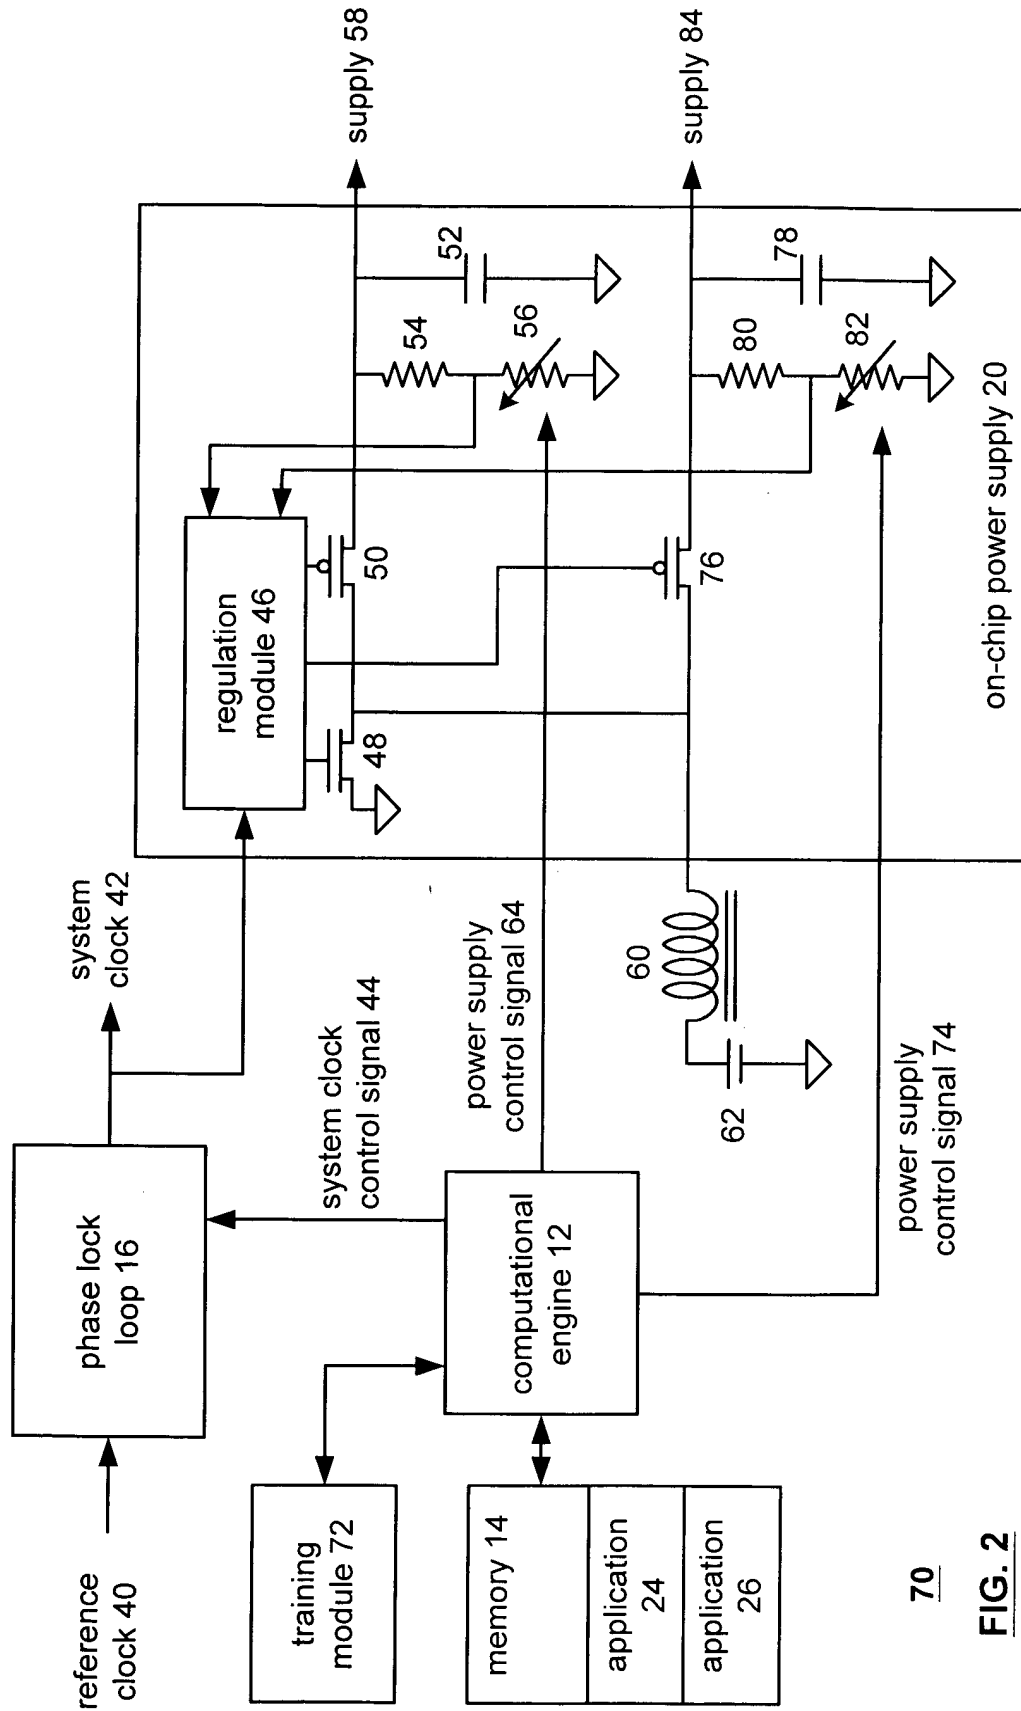 reference
clock 40
phase lock
loop 16
system
clock 42
system clock
control signal 44
training
module 72
memory 14
application
24
application
26
computational
engine 12
power supply
control signal 64
power supply
control signal 74
60
62
regulation
module 46
48
50
54
52
56
supply 58
76
80
78
82
supply 84
on-chip power supply 20
70
FIG. 2